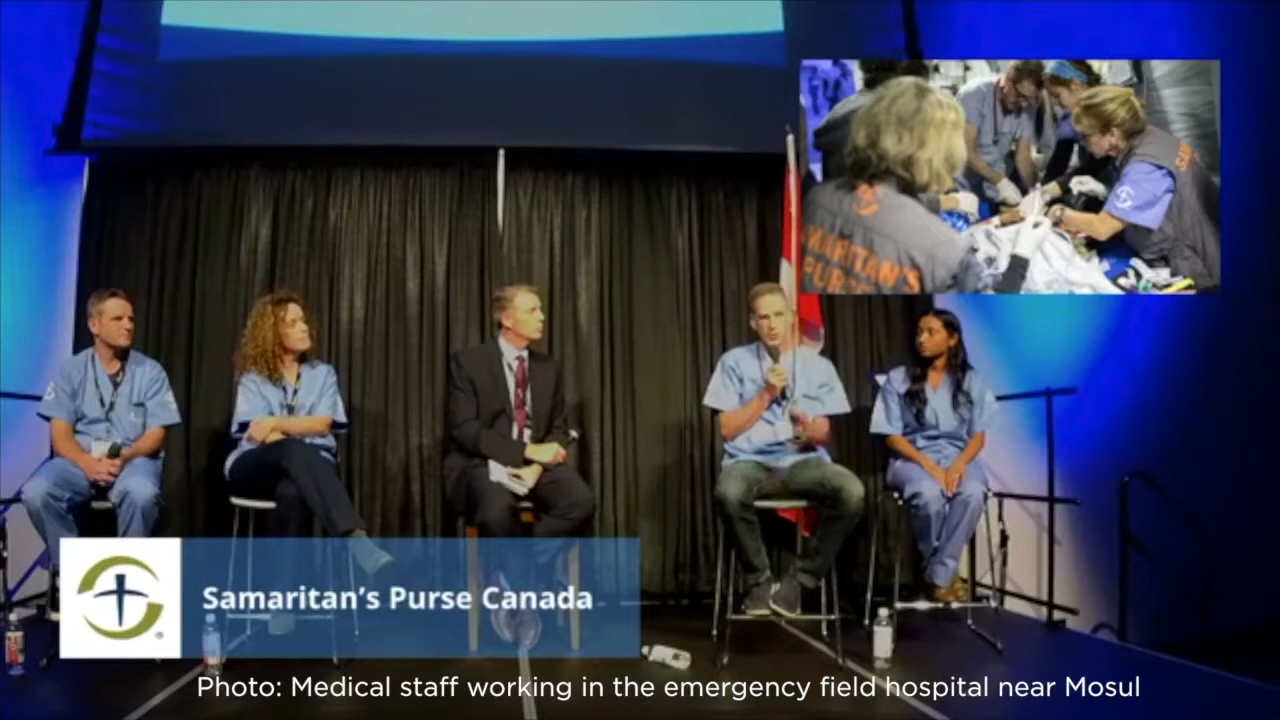 SAMARITAN'S
PURSE
Samaritan's Purse Canada
®
Photo: Medical staff working in the emergency field hospital near Mosul